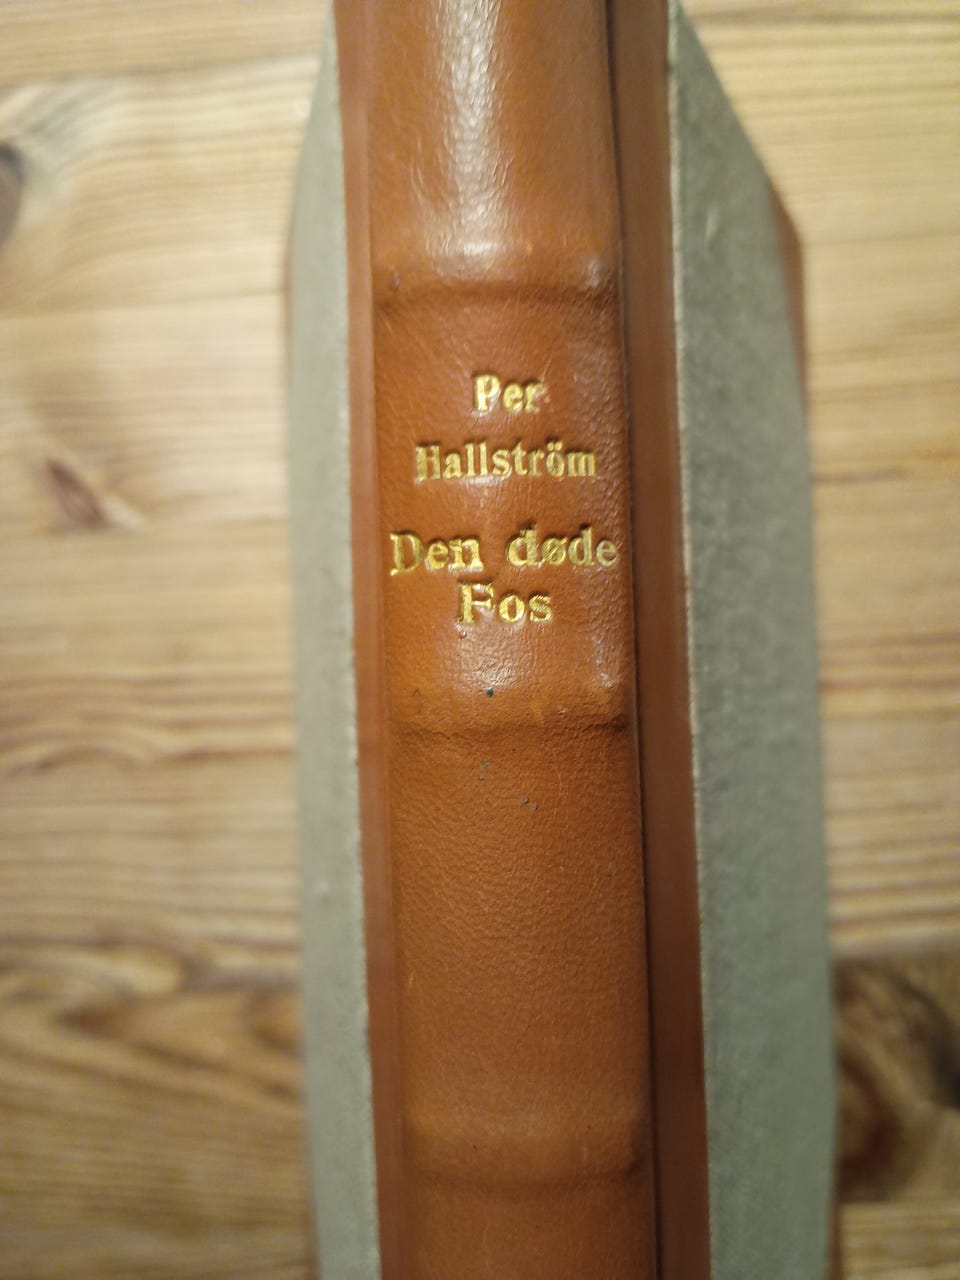 Per
Hallström
Den døde
Fos